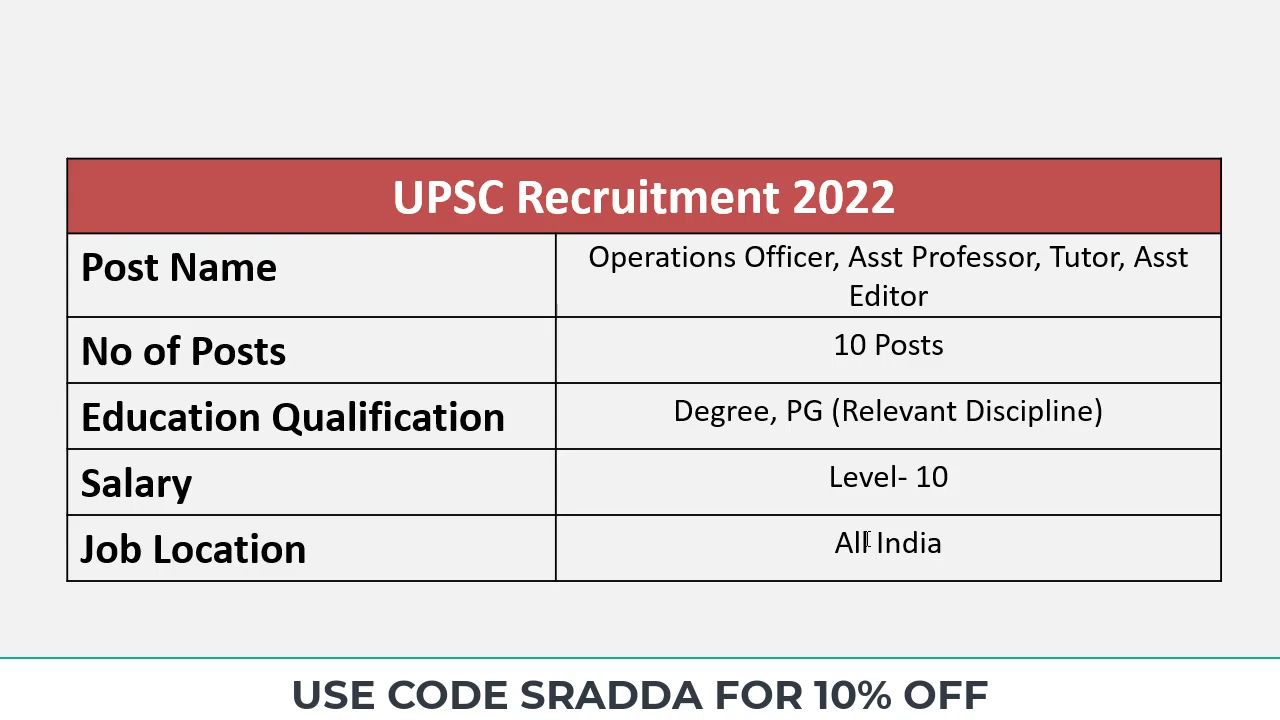 UPSC Recruitment 2022
Post Name
Operations Officer, Asst Professor, Tutor, Asst
Editor
No of Posts
10 Posts
Education Qualification
Degree, PG (Relevant Discipline)
Salary
Level- 10
Job Location
All India
USE CODE SRADDA FOR 10% OFF